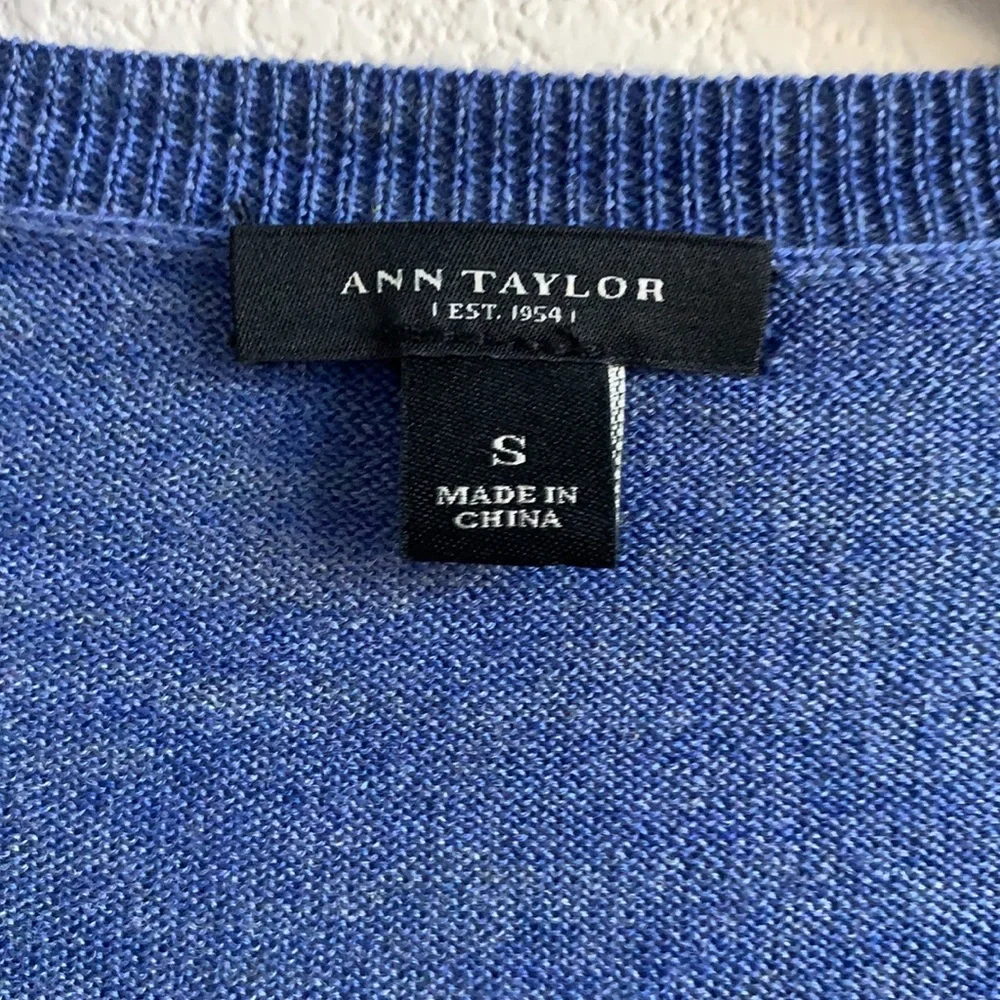 ANN TAYLOR
| EST. 1954 |
S
MADE IN
CHINA